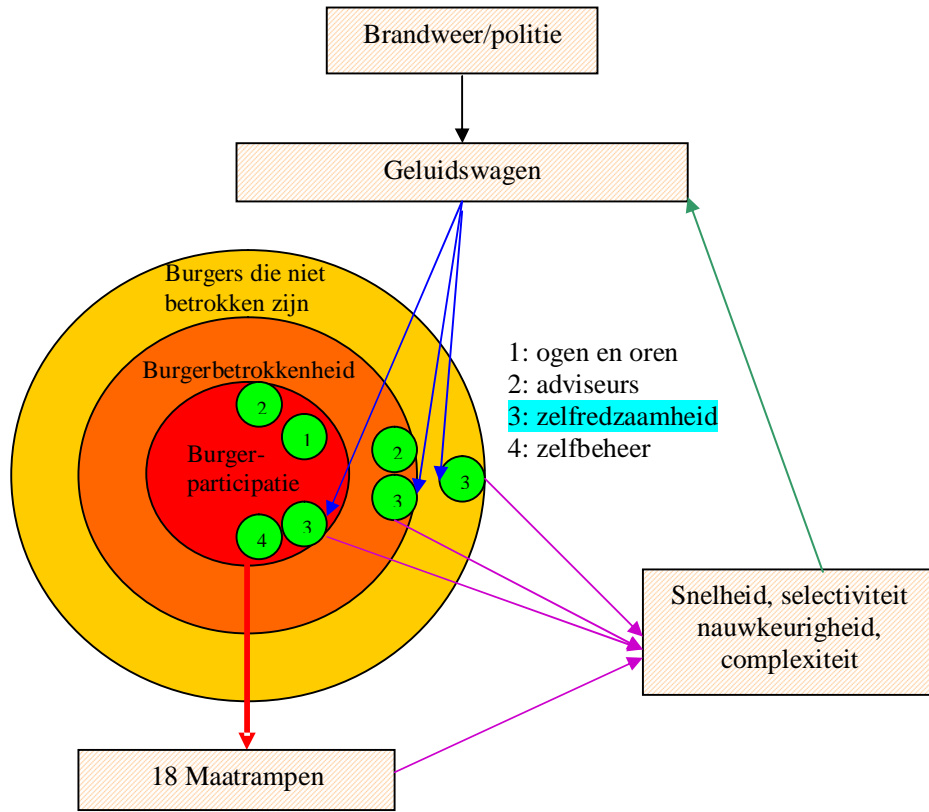 Brandweer/politie
Geluidswagen
Burgers die niet
betrokken zijn
Burgerbetrokkenheid
2
1
Burger-
participatie
2
3
3
3
4
1: ogen en oren
2: adviseurs
3: zelfredzaamheid
4: zelfbeheer
Snelheid, selectiviteit
nauwkeurigheid,
complexiteit
18 Maatrampen